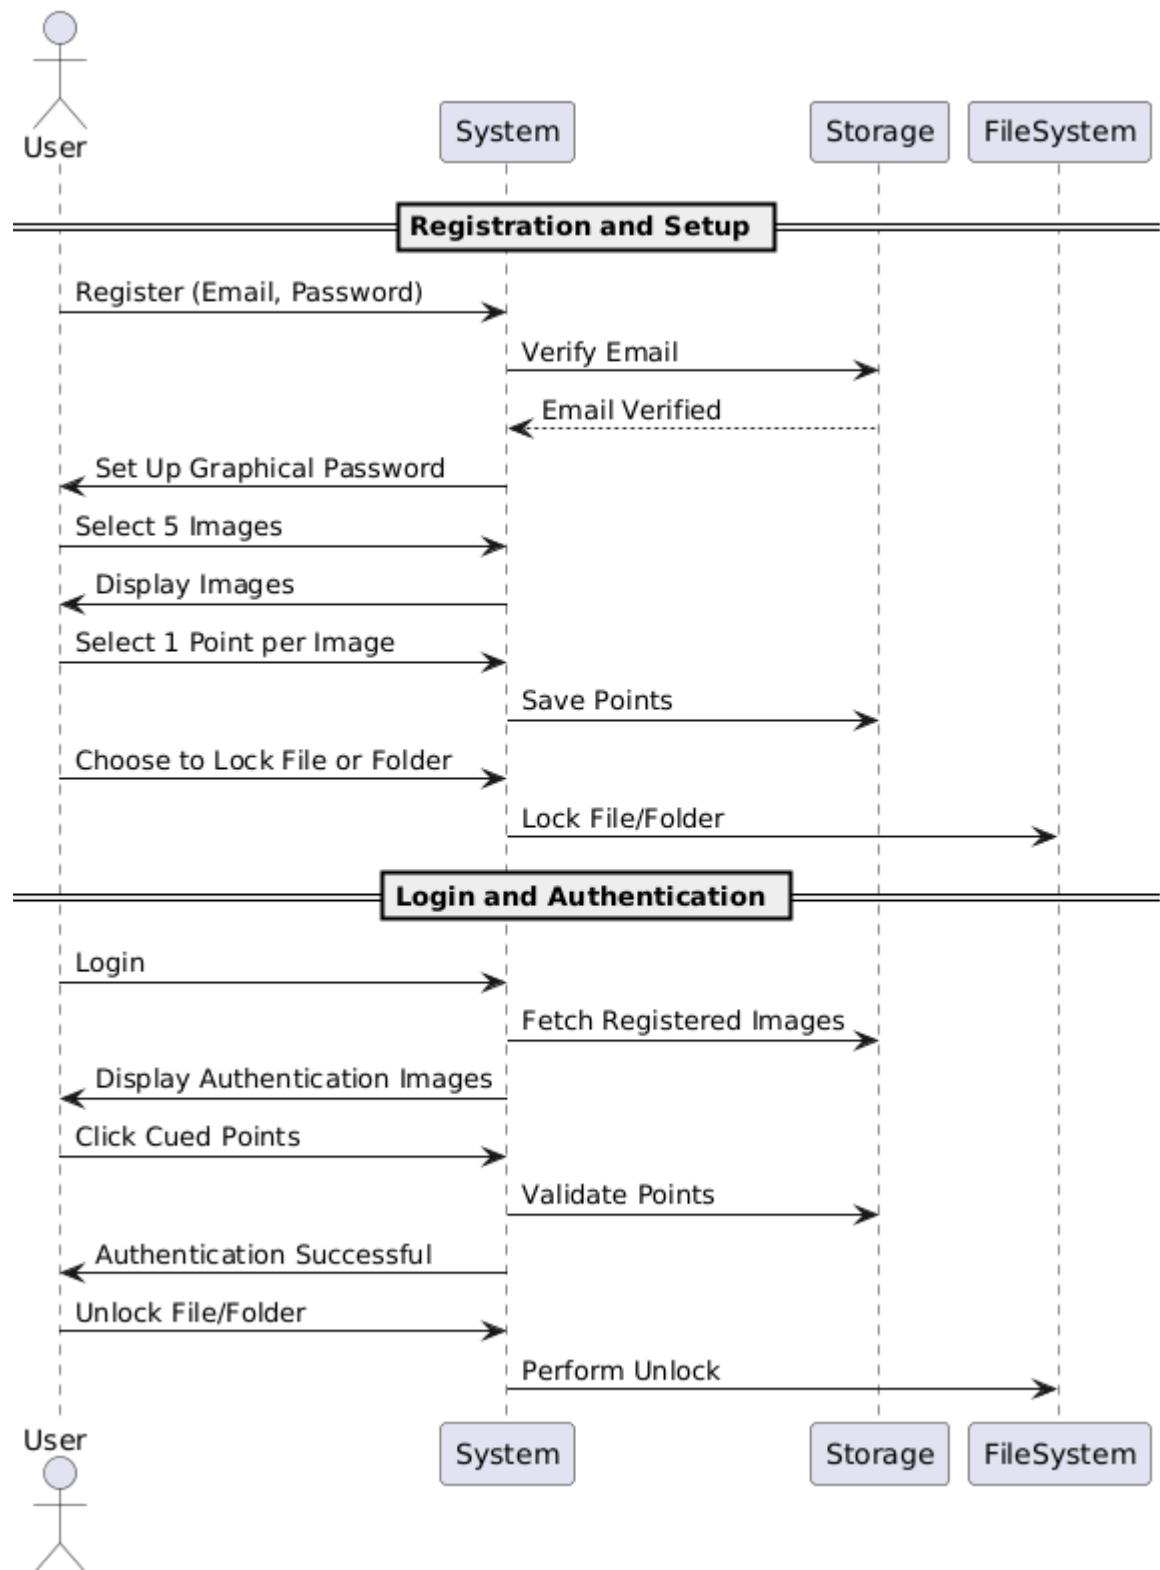 User
System
Storage
FileSystem
Registration and Setup
Register (Email, Password)
Verify Email
Email Verified
Set Up Graphical Password
Select 5 Images
Display Images
Select 1 Point per Image
Save Points
Choose to Lock File or Folder
Lock File/Folder
Login and Authentication
Login
Fetch Registered Images
Display Authentication Images
Click Cued Points
Validate Points
Authentication Successful
Unlock File/Folder
Perform Unlock
User
System
Storage
FileSystem